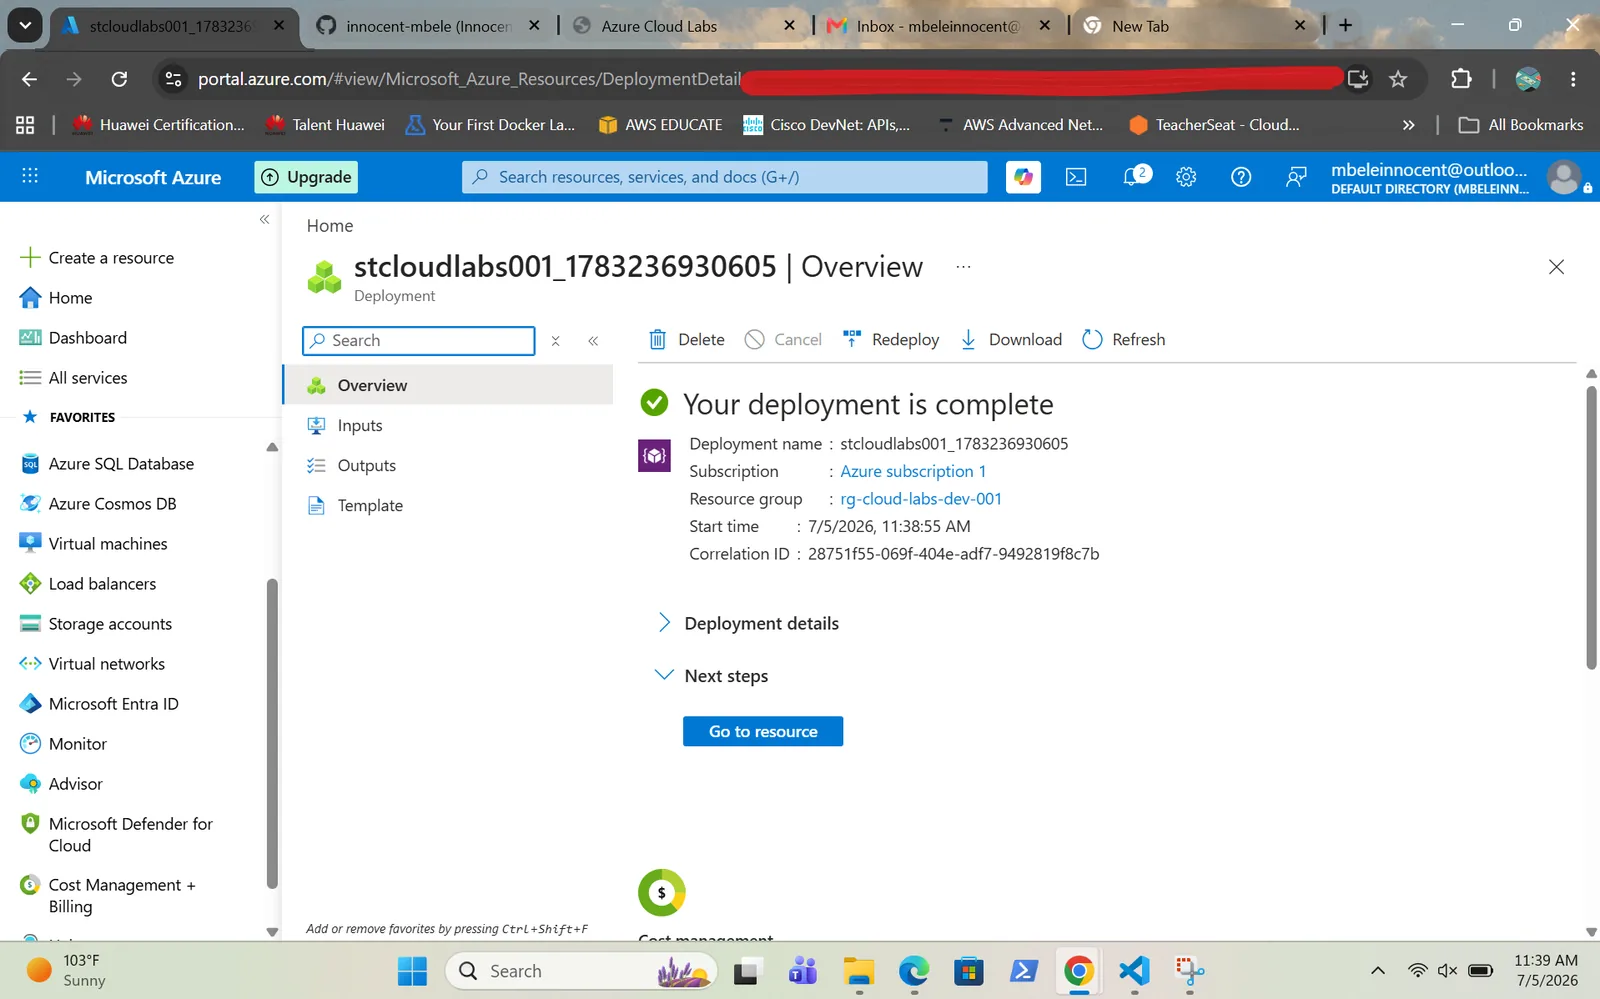 stcloudlabs001_1783236
innocent-mbele (Innocen
Azure Cloud Labs
Inbox - mbeleinnocent@
New Tab
portal.azure.com/#view/Microsoft_Azure_Resources/DeploymentDetail
Huawei Certification...
Talent Huawei
Your First Docker La...
AWS EDUCATE
Cisco DevNet: APIs,...
AWS Advanced Net...
TeacherSeat - Cloud...
All Bookmarks
Microsoft Azure
Upgrade
Search resources, services, and docs (G+/)
2
mbeleinnocent@outloo...
DEFAULT DIRECTORY (MBELEINN...
Create a resource
Home
Dashboard
All services
FAVORITES
Azure SQL Database
Azure Cosmos DB
Virtual machines
Load balancers
Storage accounts
Virtual networks
Microsoft Entra ID
Monitor
Advisor
Microsoft Defender for
Cloud
Cost Management +
Billing
Home
stcloudlabs001_1783236930605 | Overview ...
Deployment
Search
Overview
Inputs
Outputs
Template
Add or remove favorites by pressing Ctrl+Shift+F
Delete
Cancel
Redeploy
Download
Refresh
Your deployment is complete
Deployment name : stcloudlabs001_1783236930605
Subscription : Azure subscription 1
Resource group : rg-cloud-labs-dev-001
Start time : 7/5/2026, 11:38:55 AM
Correlation ID : 28751f55-069f-404e-adf7-9492819f8c7b
Deployment details
Next steps
Go to resource
$
Cost management
103°F
Sunny
Search
11:39 AM
7/5/2026